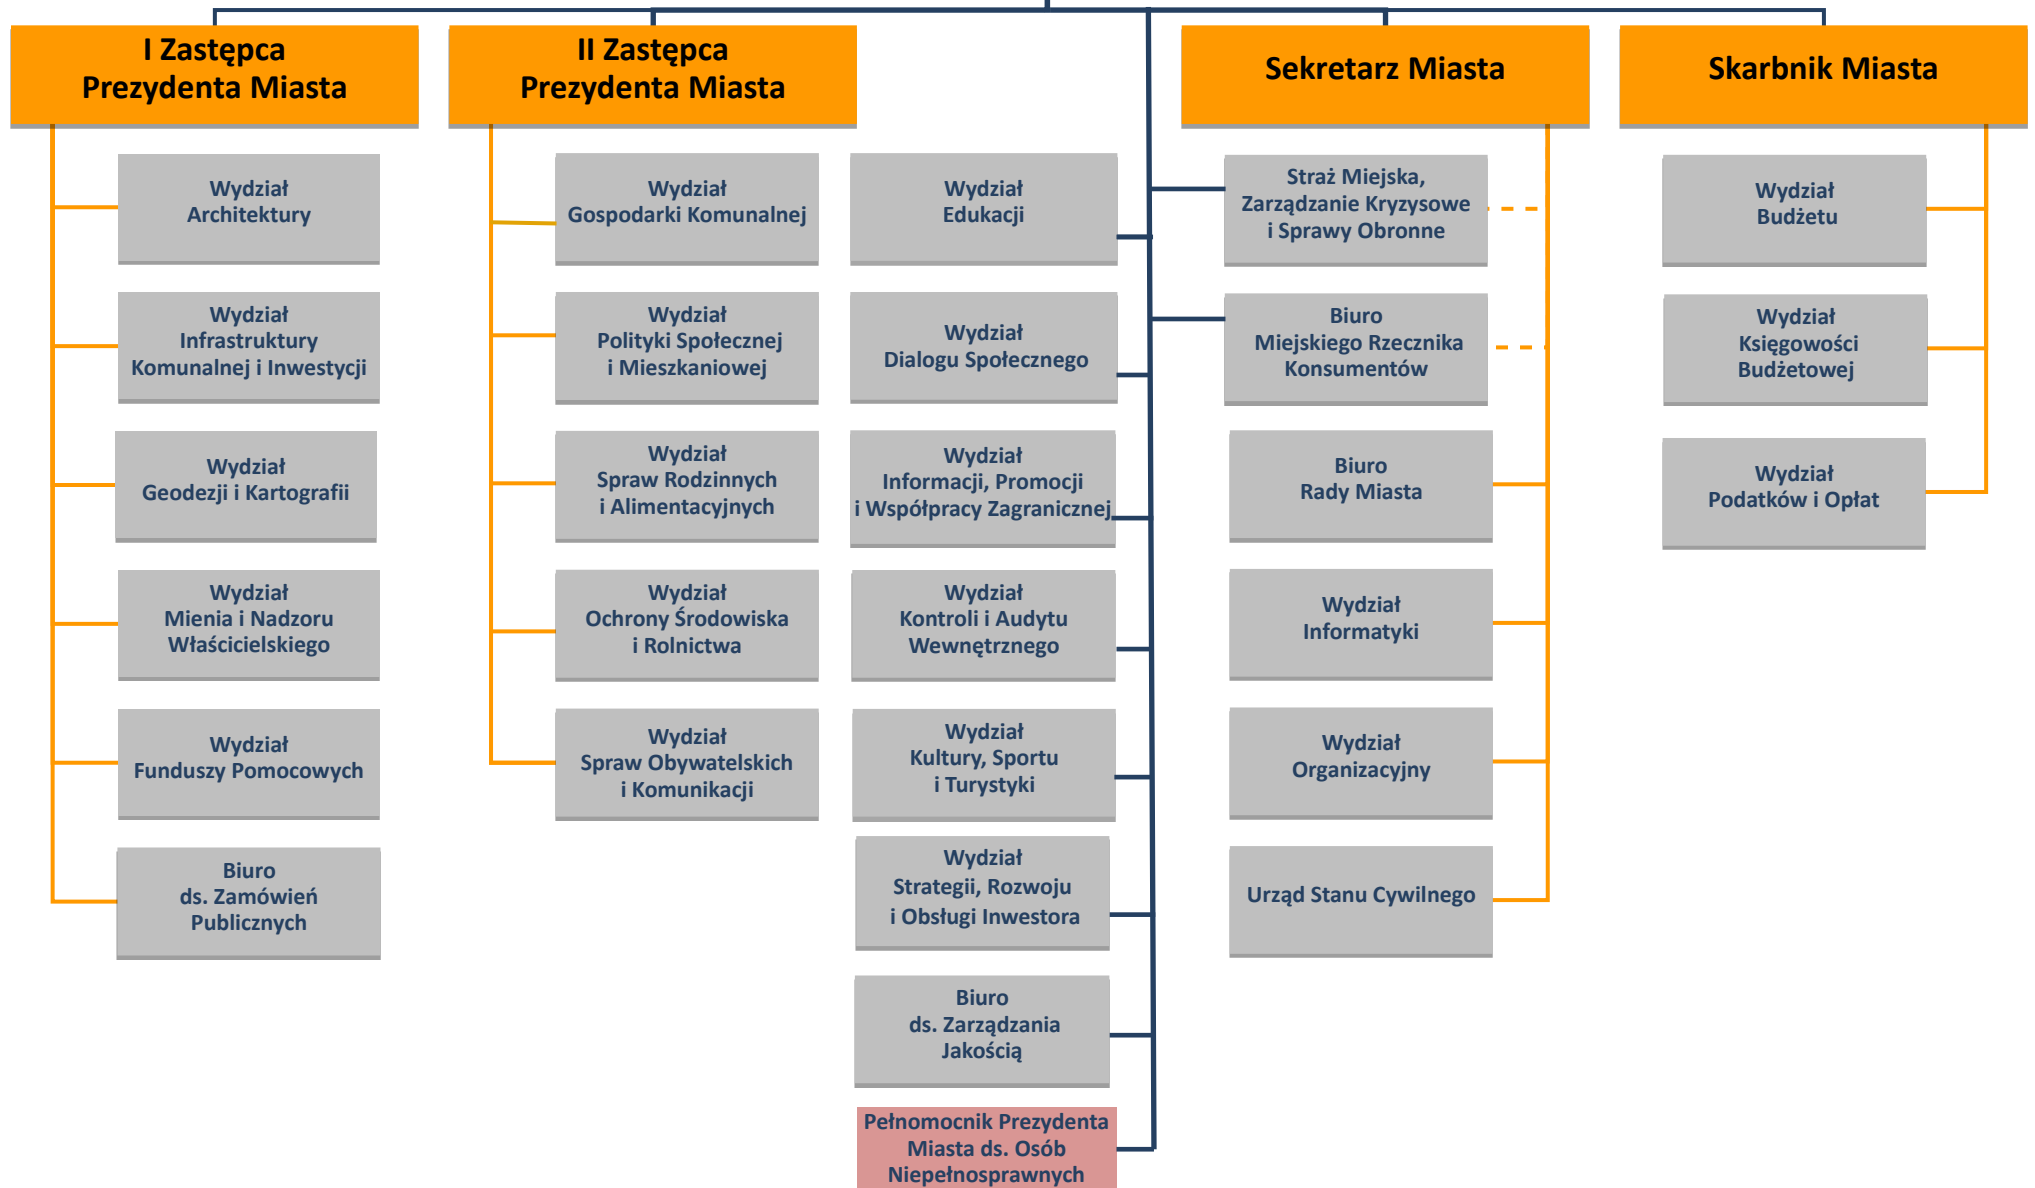 I Zastępca
Prezydenta Miasta
II Zastępca
Prezydenta Miasta
Sekretarz Miasta
Skarbnik Miasta
Wydział
Architektury
Wydział
Infrastruktury
Komunalnej i Inwestycji
Wydział
Geodezji i Kartografii
Wydział
Mienia i Nadzoru
Właścicielskiego
Wydział
Funduszy Pomocowych
Biuro
ds. Zamówień
Publicznych
Wydział
Gospodarki Komunalnej
Wydział
Polityki Społecznej
i Mieszkaniowej
Wydział
Spraw Rodzinnych
i Alimentacyjnych
Wydział
Ochrony Środowiska
i Rolnictwa
Wydział
Spraw Obywatelskich
i Komunikacji
Wydział
Edukacji
Wydział
Dialogu Społecznego
Wydział
Informacji, Promocji
i Współpracy Zagranicznej
Wydział
Kontroli i Audytu
Wewnętrznego
Wydział
Kultury, Sportu
i Turystyki
Wydział
Strategii, Rozwoju
i Obsługi Inwestora
Biuro
ds. Zarządzania
Jakością
Pełnomocnik Prezydenta
Miasta ds. Osób
Niepełnosprawnych
Straż Miejska,
Zarządzanie Kryzysowe
i Sprawy Obronne
Biuro
Miejskiego Rzecznika
Konsumentów
Biuro
Rady Miasta
Wydział
Informatyki
Wydział
Organizacyjny
Urząd Stanu Cywilnego
Wydział
Budżetu
Wydział
Księgowości
Budżetowej
Wydział
Podatków i Opłat